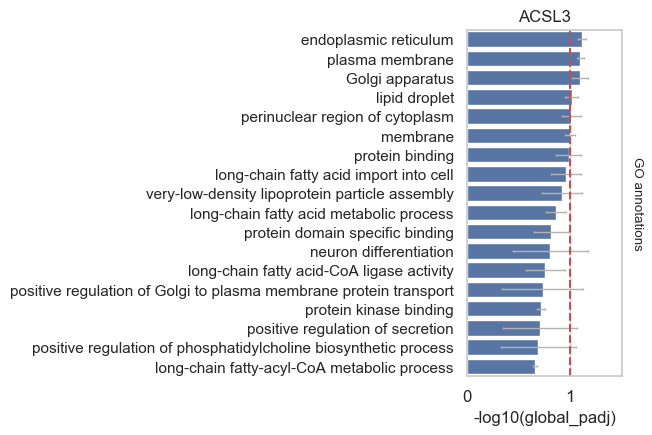 ACSL3
endoplasmic reticulum
plasma membrane
Golgi apparatus
lipid droplet
perinuclear region of cytoplasm
membrane
protein binding
long-chain fatty acid import into cell
very-low-density lipoprotein particle assembly
long-chain fatty acid metabolic process
protein domain specific binding
neuron differentiation
long-chain fatty acid-CoA ligase activity
positive regulation of Golgi to plasma membrane protein transport
protein kinase binding
positive regulation of secretion
positive regulation of phosphatidylcholine biosynthetic process
long-chain fatty-acyl-CoA metabolic process
GO annotations
0 1
-log10(global_padj)